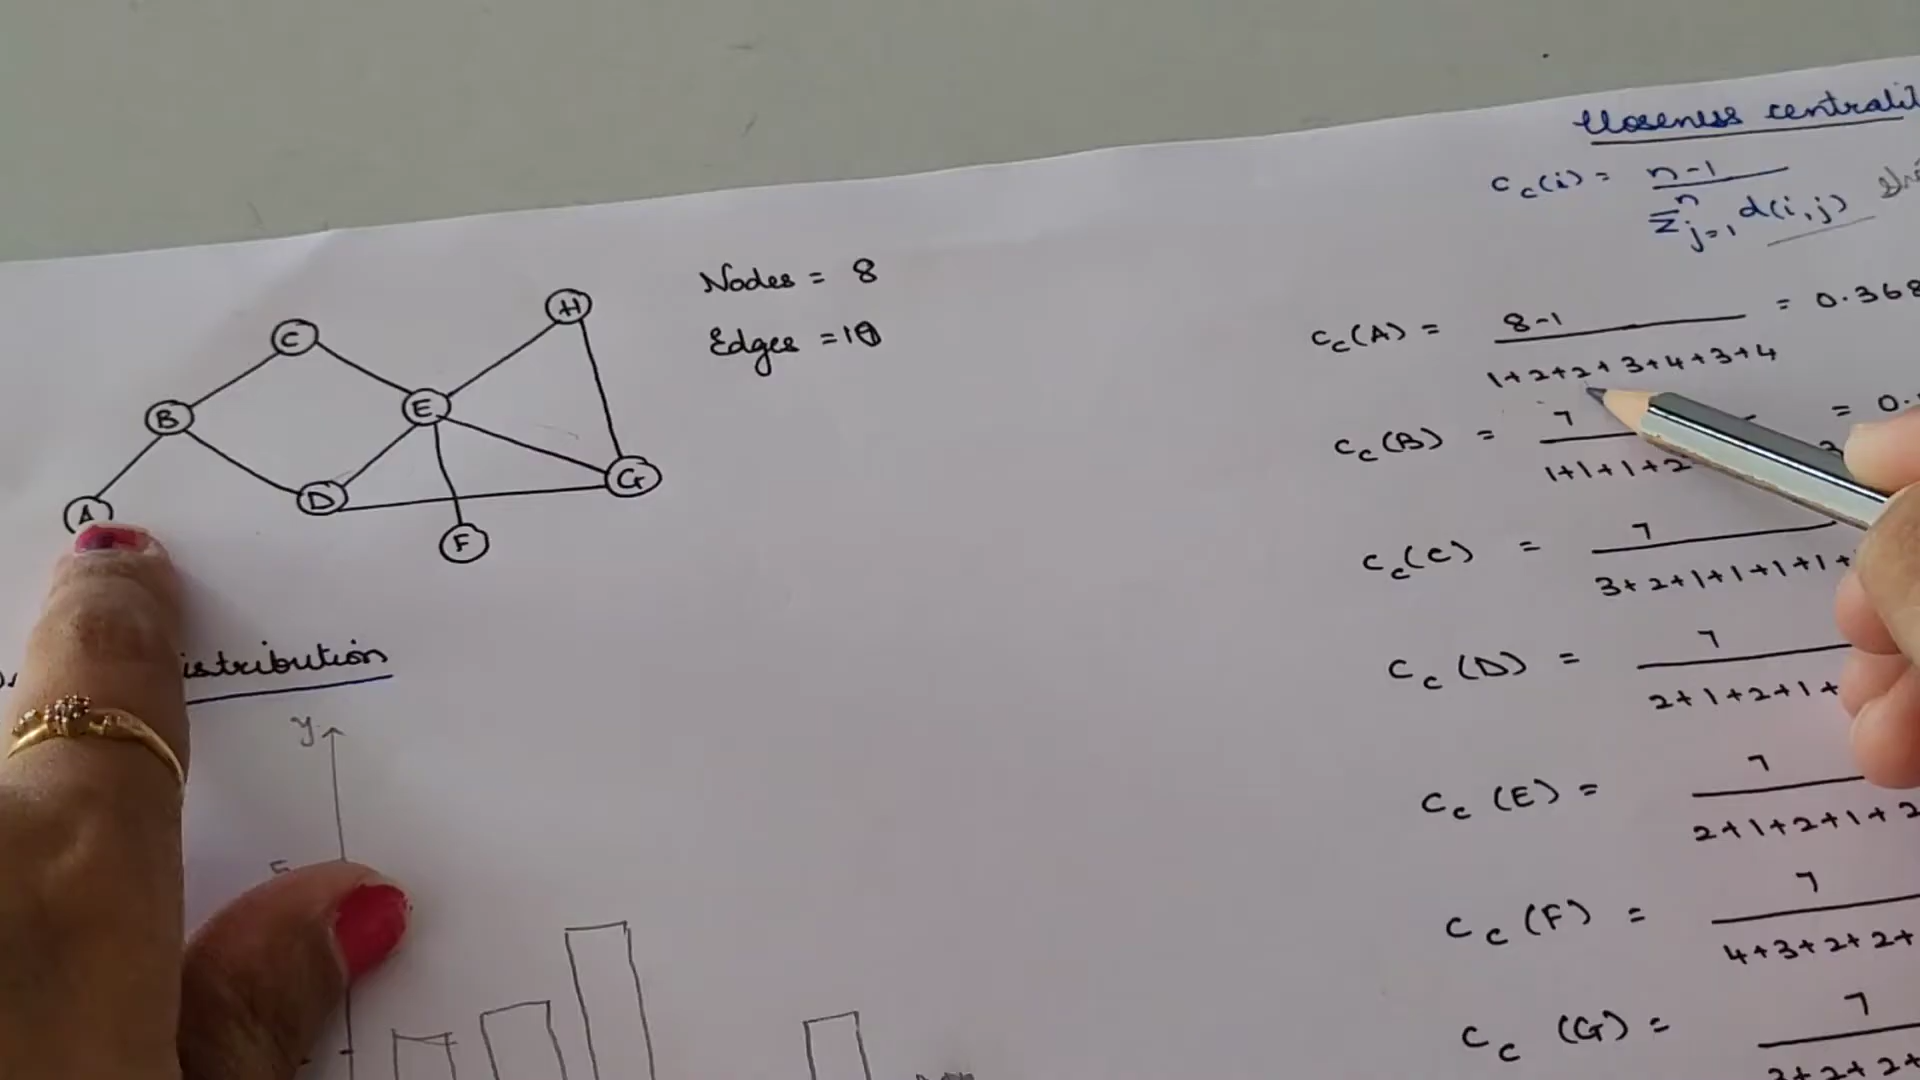 Closeness centralit
Cc(i) = n-1
Σⁿj=1 d(i,j)
Nodes = 8
Edges = 10
A
B
C
D
E
F
G
H
Cc(A) = 8-1 = 0.368
1+2+2+3+4+3+4
Cc(B) = 7 = 0.
1+1+1+2
Cc(C) = 7
3+2+1+1+1+1+
Cc(D) = 7
2+1+2+1+
Cc(E) = 7
2+1+2+1+2
Cc(F) = 7
4+3+2+2+
Cc(G) = 7
istribution
y
5